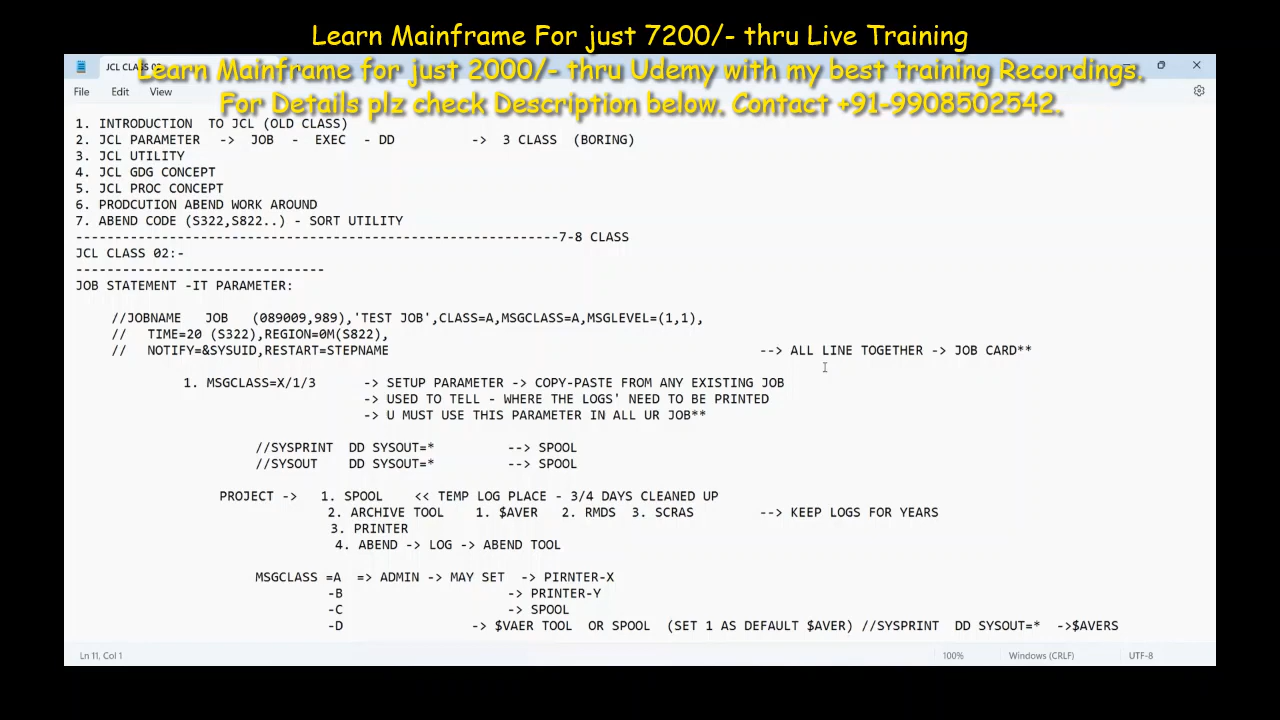 Learn Mainframe For just 7200/- thru Live Training
JCL CLASS 02
Learn Mainframe for just 2000/- thru Udemy with my best training Recordings.
File Edit View
For Details plz check Description below. Contact +91-9908502542.
1. INTRODUCTION TO JCL (OLD CLASS)
2. JCL PARAMETER -> JOB - EXEC - DD -> 3 CLASS (BORING)
3. JCL UTILITY
4. JCL GDG CONCEPT
5. JCL PROC CONCEPT
6. PRODCUTION ABEND WORK AROUND
7. ABEND CODE (S322,S822..) - SORT UTILITY
--------------------------------------------------------------7-8 CLASS
JCL CLASS 02:-
--------------------------------
JOB STATEMENT -IT PARAMETER:
//JOBNAME JOB (089009,989),'TEST JOB',CLASS=A,MSGCLASS=A,MSGLEVEL=(1,1),
// TIME=20 (S322),REGION=0M(S822),
// NOTIFY=&SYSUID,RESTART=STEPNAME --> ALL LINE TOGETHER -> JOB CARD**
1. MSGCLASS=X/1/3 -> SETUP PARAMETER -> COPY-PASTE FROM ANY EXISTING JOB
-> USED TO TELL - WHERE THE LOGS' NEED TO BE PRINTED
-> U MUST USE THIS PARAMETER IN ALL UR JOB**
//SYSPRINT DD SYSOUT=* --> SPOOL
//SYSOUT DD SYSOUT=* --> SPOOL
PROJECT -> 1. SPOOL << TEMP LOG PLACE - 3/4 DAYS CLEANED UP
2. ARCHIVE TOOL 1. $AVER 2. RMDS 3. SCRAS --> KEEP LOGS FOR YEARS
3. PRINTER
4. ABEND -> LOG -> ABEND TOOL
MSGCLASS =A => ADMIN -> MAY SET -> PIRNTER-X
-B -> PRINTER-Y
-C -> SPOOL
-D -> $VAER TOOL OR SPOOL (SET 1 AS DEFAULT $AVER) //SYSPRINT DD SYSOUT=* ->$AVERS
Ln 11, Col 1 100% Windows (CRLF) UTF-8